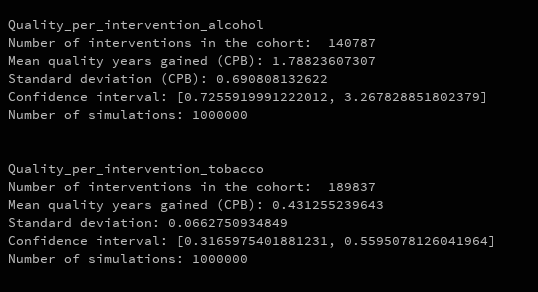 Quality_per_intervention_alcohol
Number of interventions in the cohort:  140787
Mean quality years gained (CPB): 1.78823607307
Standard deviation (CPB): 0.690808132622
Confidence interval: [0.7255919991222012, 3.267828851802379]
Number of simulations: 1000000
Quality_per_intervention_tobacco
Number of interventions in the cohort:  189837
Mean quality years gained (CPB): 0.431255239643
Standard deviation: 0.0662750934849
Confidence interval: [0.3165975401881231, 0.5595078126041964]
Number of simulations: 1000000